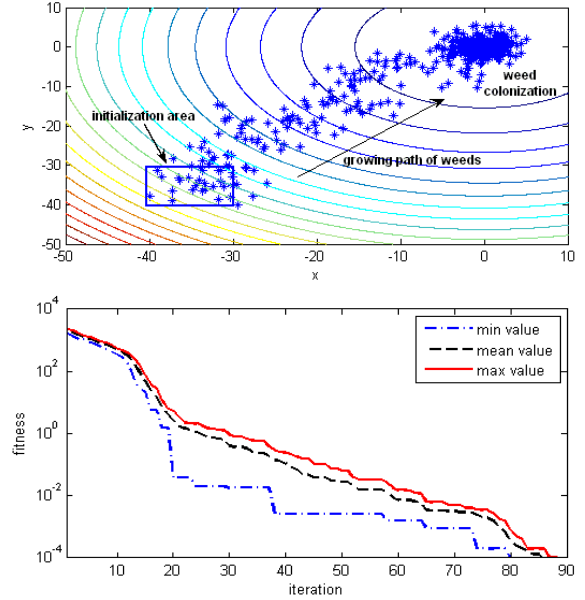 10
0
-10
-20
-30
-40
-50
y
initialization area
weed
colonization
growing path of weeds
-50 -40 -30 -20 -10 0 10
x
10^4
10^2
10^0
10^-2
10^-4
fitness
min value
mean value
max value
10 20 30 40 50 60 70 80 90
iteration